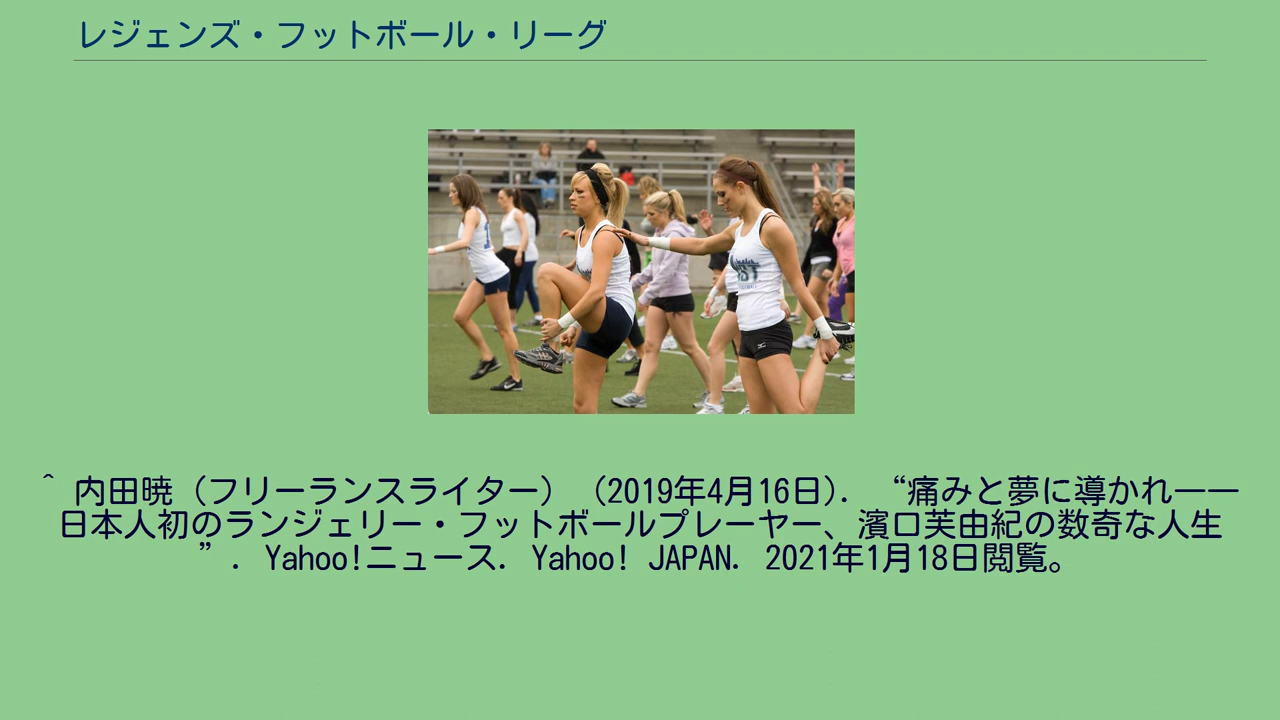 レジェンズ・フットボール・リーグ
^ 内田暁（フリーランスライター）（2019年4月16日）. “痛みと夢に導かれ――
日本人初のランジェリー・フットボールプレーヤー、濱口芙由紀の数奇な人生
”. Yahoo!ニュース. Yahoo! JAPAN. 2021年1月18日閲覧。